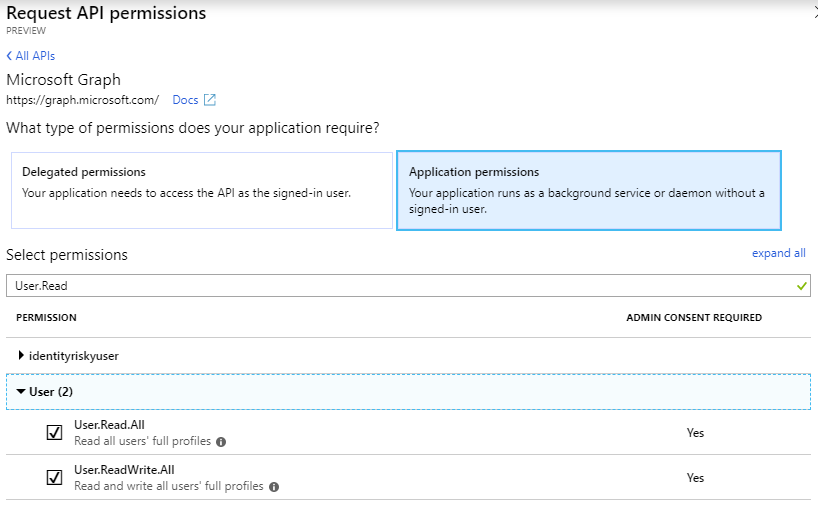 Request API permissions
PREVIEW
All APIs
Microsoft Graph
https://graph.microsoft.com/ Docs
What type of permissions does your application require?
Delegated permissions
Your application needs to access the API as the signed-in user.
Application permissions
Your application runs as a background service or daemon without a
signed-in user.
Select permissions
expand all
User.Read
PERMISSION ADMIN CONSENT REQUIRED
identityriskyuser
User (2)
User.Read.All
Read all users' full profiles
Yes
User.ReadWrite.All
Read and write all users' full profiles
Yes